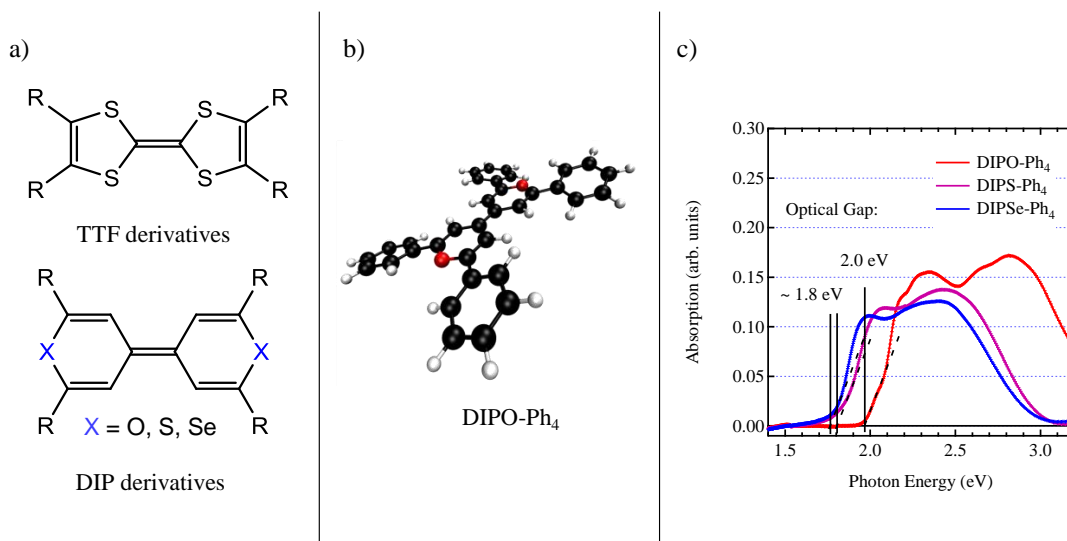 a)
R
R
S
S
S
S
R
R
TTF derivatives
R
R
X
X
R
R
X = O, S, Se
DIP derivatives
b)
DIPO-Ph₄
c)
0.30
0.25
0.20
0.15
0.10
0.05
0.00
Absorption (arb. units)
DIPO-Ph₄
DIPS-Ph₄
DIPSe-Ph₄
Optical Gap:
2.0 eV
~ 1.8 eV
1.5
2.0
2.5
3.0
Photon Energy (eV)